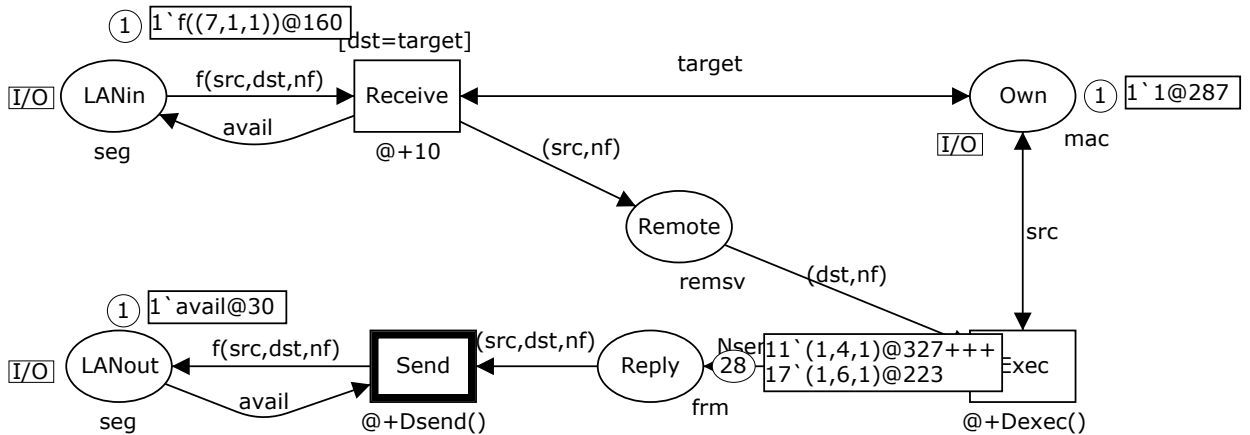 1 1`f((7,1,1))@160
[dst=target]
I/O LANin f(src,dst,nf) Receive target Own 1 1`1@287
avail
seg @+10 I/O mac
(src,nf)
Remote src
remsv (dst,nf)
1 1`avail@30
I/O LANout f(src,dst,nf) Send (src,dst,nf) Reply 28 11`(1,4,1)@327+++
17`(1,6,1)@223
avail frm
seg @+Dsend() @+Dexec()